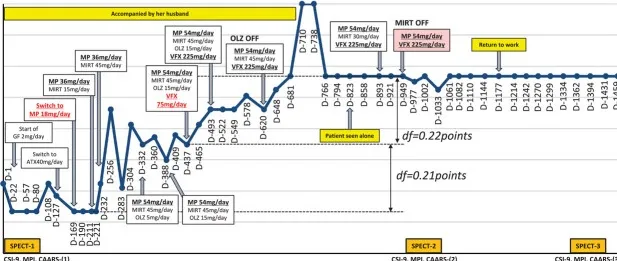 Accompanied by her husband
MP 54mg/day
MIRT 45mg/day
OLZ 15mg/day
VFX 225mg/day
OLZ OFF
MP 54mg/day
MIRT 45mg/day
VFX 225mg/day
D-710
D-738
MP 54mg/day
MIRT 30mg/day
VFX 225mg/day
MIRT OFF
MP 54mg/day
VFX 225mg/day
Return to work
MP 36mg/day
MIRT 45mg/day
MP 54mg/day
MIRT 45mg/day
OLZ 15mg/day
VFX
75mg/day
MP 36mg/day
MIRT 15mg/day
Switch to
MP 18mg/day
Start of
GF 2mg/day
Switch to
ATX40mg/day
D-1
D-22
D-57
D-80
D-108
D-127
D-169
D-190
D-211
D-221
D-232
D-256
D-283
D-304
D-332
D-360
D-388
D-409
D-437
D-465
D-493
D-522
D-549
D-578
D-620
D-648
D-681
D-766
D-794
D-823
D-858
D-893
D-921
D-949
D-977
D-1002
D-1033
D-1061
D-1082
D-1110
D-1144
D-1177
D-1214
D-1242
D-1270
D-1299
D-1334
D-1362
D-1394
D-1431
Patient seen alone
df=0.22points
df=0.21points
MP 54mg/day
MIRT 45mg/day
OLZ 5mg/day
MP 54mg/day
MIRT 45mg/day
OLZ 15mg/day
SPECT-1
SPECT-2
SPECT-3
CSI-9, MPI, CAARS-(1)
CSI-9, MPI, CAARS-(2)
CSI-9, MPI, CAARS-(3